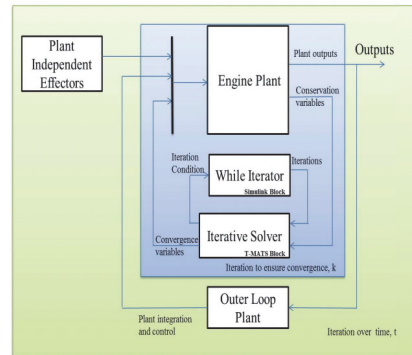 Plant
Independent
Effectors
Engine Plant
Plant outputs
Outputs
Conservation
variables
Iteration
Condition
While Iterator
Simulink Block
Iterations
Iterative Solver
T-MATS Block
Convergence
variables
Iteration to ensure convergence, k
Outer Loop
Plant
Plant integration
and control
Iteration over time, t